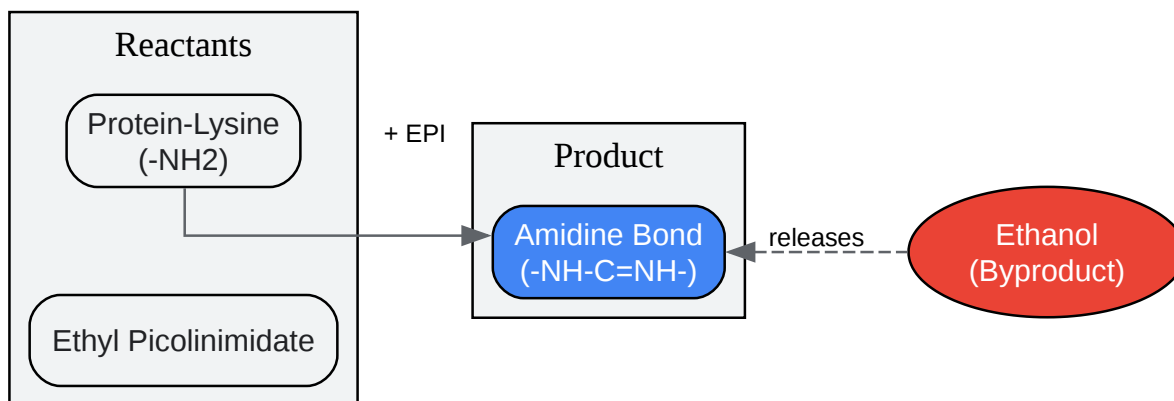 Reactants
Protein-Lysine
(-NH2)
+ EPI
Product
Amidine Bond
(-NH-C=NH-)
releases
Ethanol
(Byproduct)
Ethyl Picolinimidate